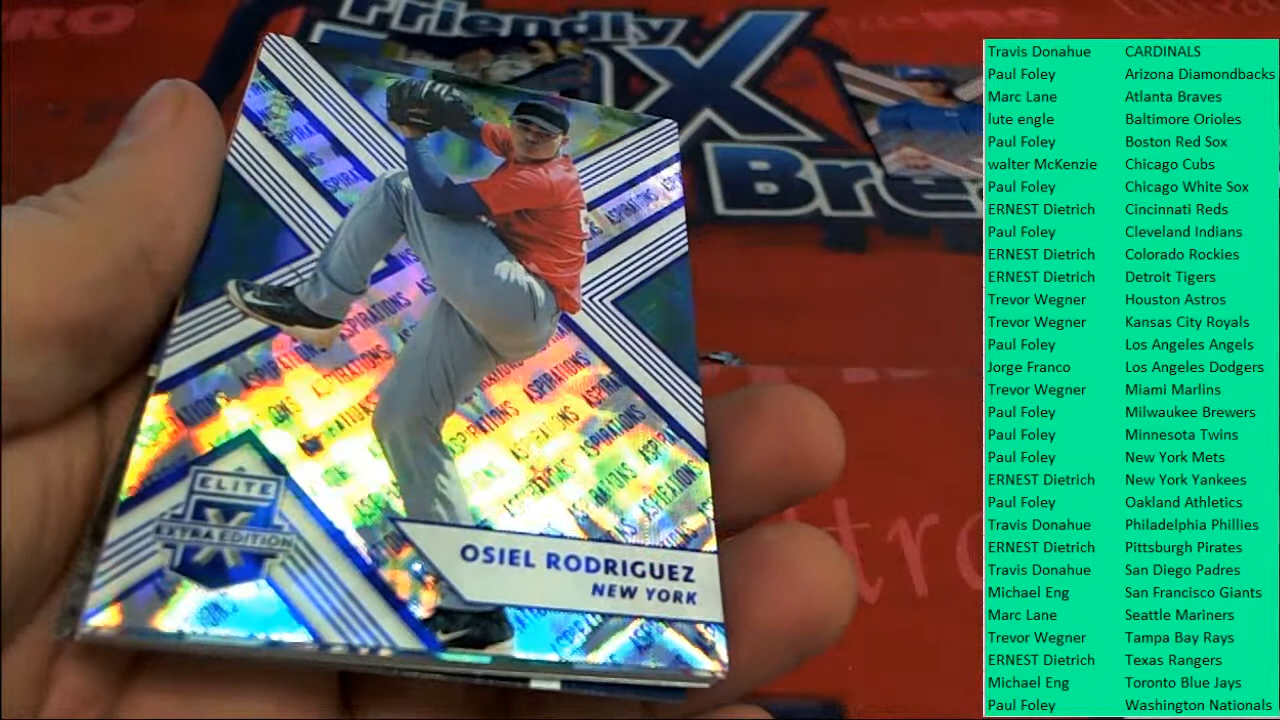 Friendly
X
Bre
ASPIRATIONS
ELITE
X
EXTRA EDITION
OSIEL RODRIGUEZ
NEW YORK
Travis Donahue CARDINALS
Paul Foley Arizona Diamondbacks
Marc Lane Atlanta Braves
lute engle Baltimore Orioles
Paul Foley Boston Red Sox
walter McKenzie Chicago Cubs
Paul Foley Chicago White Sox
ERNEST Dietrich Cincinnati Reds
Paul Foley Cleveland Indians
ERNEST Dietrich Colorado Rockies
ERNEST Dietrich Detroit Tigers
Trevor Wegner Houston Astros
Trevor Wegner Kansas City Royals
Paul Foley Los Angeles Angels
Jorge Franco Los Angeles Dodgers
Trevor Wegner Miami Marlins
Paul Foley Milwaukee Brewers
Paul Foley Minnesota Twins
Paul Foley New York Mets
ERNEST Dietrich New York Yankees
Paul Foley Oakland Athletics
Travis Donahue Philadelphia Phillies
ERNEST Dietrich Pittsburgh Pirates
Travis Donahue San Diego Padres
Michael Eng San Francisco Giants
Marc Lane Seattle Mariners
Trevor Wegner Tampa Bay Rays
ERNEST Dietrich Texas Rangers
Michael Eng Toronto Blue Jays
Paul Foley Washington Nationals